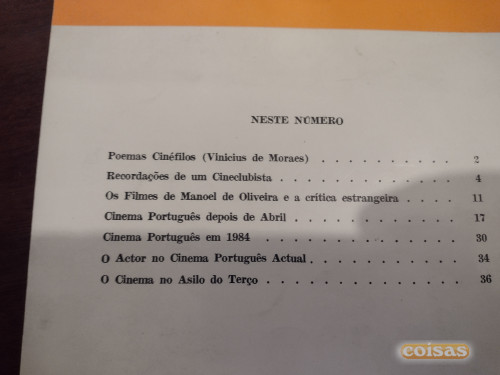 NESTE NÚMERO
Poemas Cinéfilos (Vinicius de Moraes) . . . . . . . . . . 2
Recordações de um Cineclubista . . . . . . . . . . . 4
Os Filmes de Manoel de Oliveira e a crítica estrangeira . . . . 11
Cinema Português depois de Abril . . . . . . . . . . . 17
Cinema Português em 1984 . . . . . . . . . . . . 30
O Actor no Cinema Português Actual . . . . . . . . . . 34
O Cinema no Asilo do Terço . . . . . . . . . . . . 36
coisas